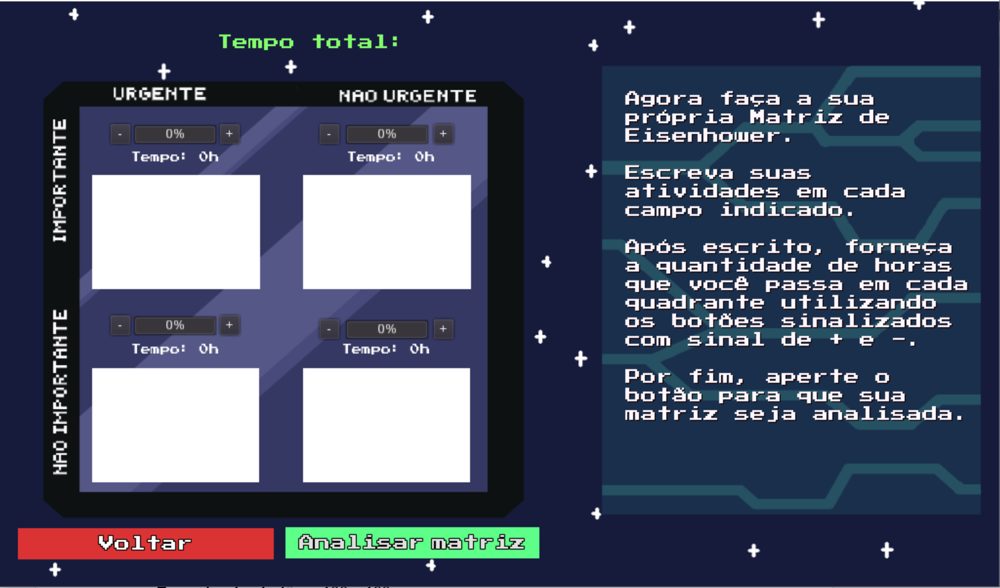 Tempo total:
URGENTE
NAO URGENTE
IMPORTANTE
- 0% +
Tempo: 0h
- 0% +
Tempo: 0h
NAO IMPORTANTE
- 0% +
Tempo: 0h
- 0% +
Tempo: 0h
Voltar
Analisar matriz
Agora faça a sua
própria Matriz de
Eisenhower.
Escreva suas
atividades em cada
campo indicado.
Após escrito, forneça
a quantidade de horas
que você passa em cada
quadrante utilizando
os botões sinalizados
com sinal de + e -.
Por fim, aperte o
botão para que sua
matriz seja analisada.